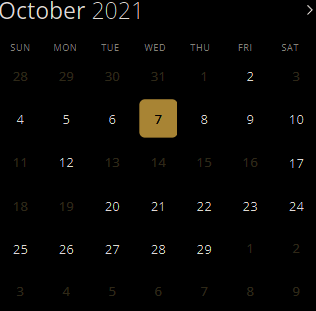 October 2021
SUN MON TUE WED THU FRI SAT
28 29 30 31 1 2 3
4 5 6 7 8 9 10
11 12 13 14 15 16 17
18 19 20 21 22 23 24
25 26 27 28 29 1 2
3 4 5 6 7 8 9